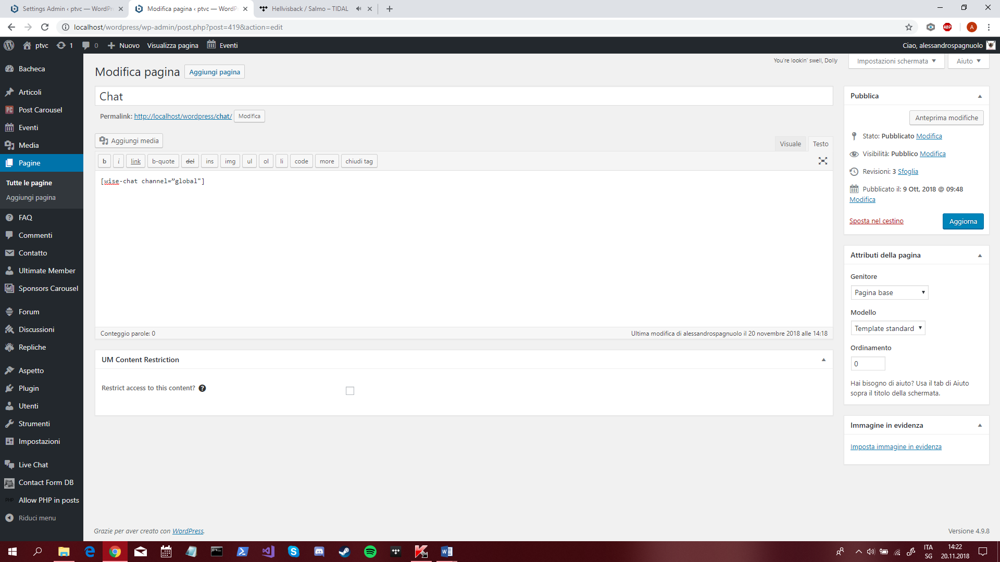 Settings Admin ‹ ptvc — WordPr
Modifica pagina ‹ ptvc — WordP
Hellvisback / Salmo – TIDAL
localhost/wordpress/wp-admin/post.php?post=419&action=edit
ABP
A
ptvc
1
0
Nuovo
Visualizza pagina
Eventi
Ciao, alessandrospagnuolo
Bacheca
Articoli
PC Post Carousel
Eventi
Media
Pagine
Tutte le pagine
Aggiungi pagina
FAQ
Commenti
Contatto
Ultimate Member
Sponsors Carousel
Forum
Discussioni
Repliche
Aspetto
Plugin
Utenti
Strumenti
Impostazioni
Live Chat
Contact Form DB
PHP Allow PHP in posts
Riduci menu
You're lookin' swell, Dolly
Impostazioni schermata
Aiuto
Modifica pagina
Aggiungi pagina
Chat
Permalink: http://localhost/wordpress/chat/ Modifica
Aggiungi media
Visuale
Testo
b
i
link
b-quote
del
ins
img
ul
ol
li
code
more
chiudi tag
[wise-chat channel=”global"]
Conteggio parole: 0
Ultima modifica di alessandrospagnuolo il 20 novembre 2018 alle 14:18
UM Content Restriction
Restrict access to this content? ?
Pubblica
Anteprima modifiche
Stato: Pubblicato Modifica
Visibilità: Pubblico Modifica
Revisioni: 3 Sfoglia
Pubblicato il: 9 Ott, 2018 @ 09:48
Modifica
Sposta nel cestino
Aggiorna
Attributi della pagina
Genitore
Pagina base
Modello
Template standard
Ordinamento
0
Hai bisogno di aiuto? Usa il tab di Aiuto
sopra il titolo della schermata.
Immagine in evidenza
Imposta immagine in evidenza
Grazie per aver creato con WordPress.
Versione 4.9.8
ITA
SG
14:22
20.11.2018